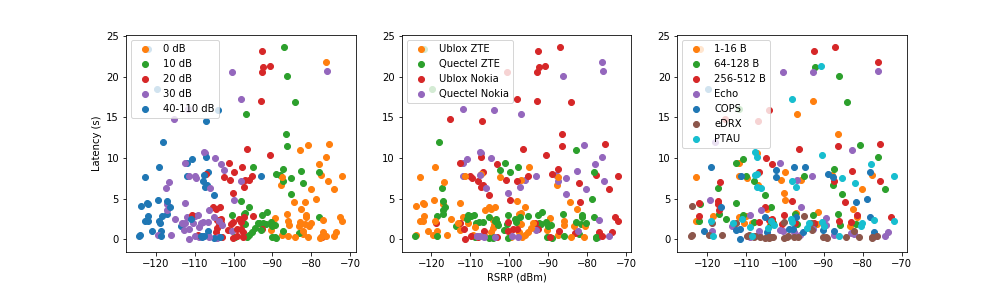 25
20
15
10
5
0
Latency (s)
0 dB
10 dB
20 dB
30 dB
40-110 dB
−120
−110
−100
−90
−80
−70
25
20
15
10
5
0
Ublox ZTE
Quectel ZTE
Ublox Nokia
Quectel Nokia
−120
−110
−100
−90
−80
−70
RSRP (dBm)
25
20
15
10
5
0
1-16 B
64-128 B
256-512 B
Echo
COPS
eDRX
PTAU
−120
−110
−100
−90
−80
−70